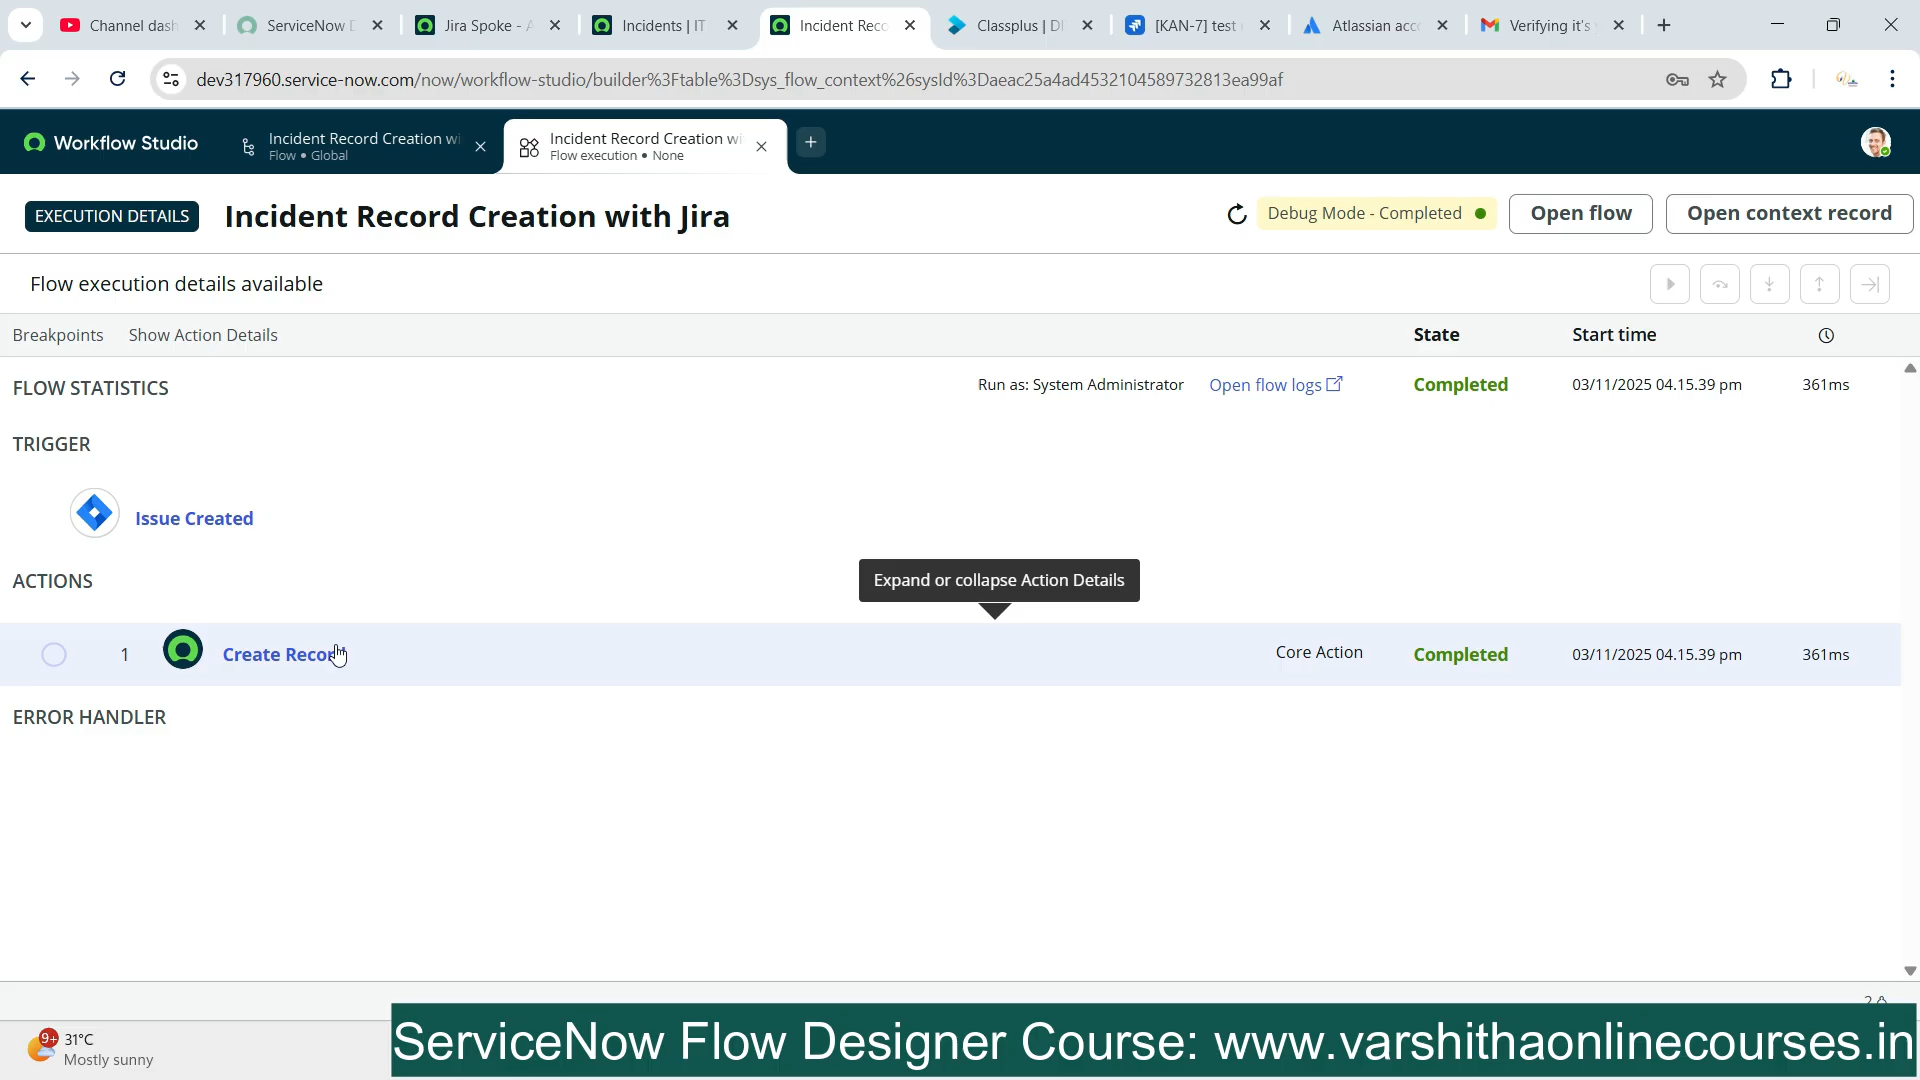 Channel dash
ServiceNow D
Jira Spoke - A
Incidents | IT
Incident Reco
Classplus | DI
[KAN-7] test
Atlassian acco
Verifying it's
dev317960.service-now.com/now/workflow-studio/builder%3Ftable%3Dsys_flow_context%26sysId%3Daeac25a4ad4532104589732813ea99af
Workflow Studio
Incident Record Creation wi
Flow • Global
Incident Record Creation wi
Flow execution • None
EXECUTION DETAILS
Incident Record Creation with Jira
Debug Mode - Completed
Open flow
Open context record
Flow execution details available
Breakpoints
Show Action Details
State
Start time
FLOW STATISTICS
Run as: System Administrator
Open flow logs
Completed
03/11/2025 04.15.39 pm
361ms
TRIGGER
Issue Created
ACTIONS
Expand or collapse Action Details
1
Create Record
Core Action
Completed
03/11/2025 04.15.39 pm
361ms
ERROR HANDLER
9+
31°C
Mostly sunny
ServiceNow Flow Designer Course: www.varshithaonlinecourses.in